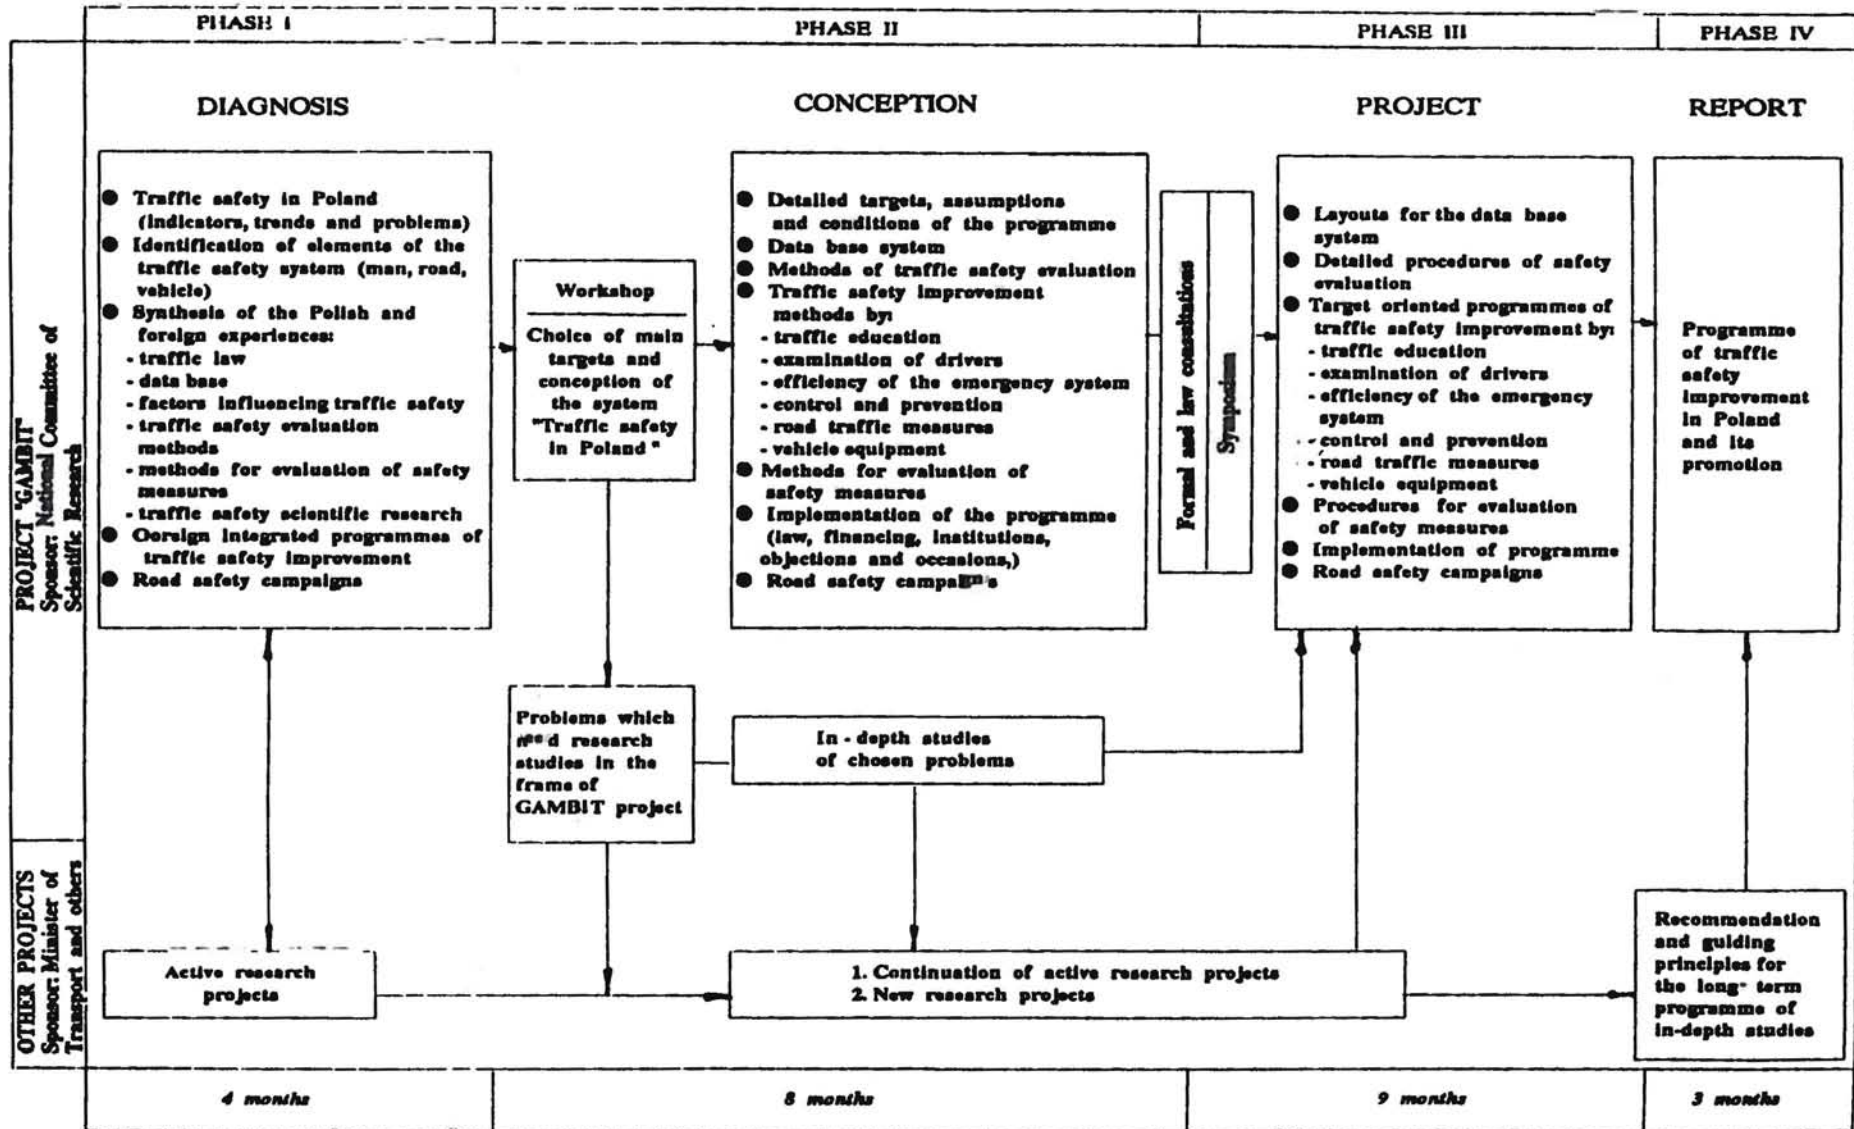 PHASE I
PHASE II
PHASE III
PHASE IV
DIAGNOSIS
CONCEPTION
PROJECT
REPORT
PROJECT "GAMBIT"
Sponsor: National Committee of
Scientific Research
● Traffic safety in Poland
(indicators, trends and problems)
● Identification of elements of the
traffic safety system (man, road,
vehicle)
● Synthesis of the Polish and
foreign experiences:
- traffic law
- data base
- factors influencing traffic safety
- traffic safety evaluation
methods
- methods for evaluation of safety
measures
- traffic safety scientific research
● Ooreign integrated programmes of
traffic safety improvement
● Road safety campaigns
Workshop
Choice of main
targets and
conception of
the system
"Traffic safety
in Poland "
● Detailed targets, assumptions
and conditions of the programme
● Data base system
● Methods of traffic safety evaluation
● Traffic safety improvement
methods by:
- traffic education
- examination of drivers
- efficiency of the emergency system
- control and prevention
- road traffic measures
- vehicle equipment
● Methods for evaluation of
safety measures
● Implementation of the programme
(law, financing, institutions,
objections and occasions,)
● Road safety campaigns
Formal and law consultations
Symposium
● Layouts for the data base
system
● Detailed procedures of safety
evaluation
● Target oriented programmes of
traffic safety improvement by:
- traffic education
- examination of drivers
- efficiency of the emergency
system
- control and prevention
- road traffic measures
- vehicle equipment
● Procedures for evaluation
of safety measures
● Implementation of programme
● Road safety campaigns
Programme
of traffic
safety
improvement
in Poland
and its
promotion
Problems which
need research
studies in the
frame of
GAMBIT project
In - depth studies
of chosen problems
OTHER PROJECTS
Sponsor: Minister of
Transport and others
Active research
projects
1. Continuation of active research projects
2. New research projects
Recommendation
and guiding
principles for
the long- term
programme of
in-depth studies
4 months
8 months
9 months
3 months